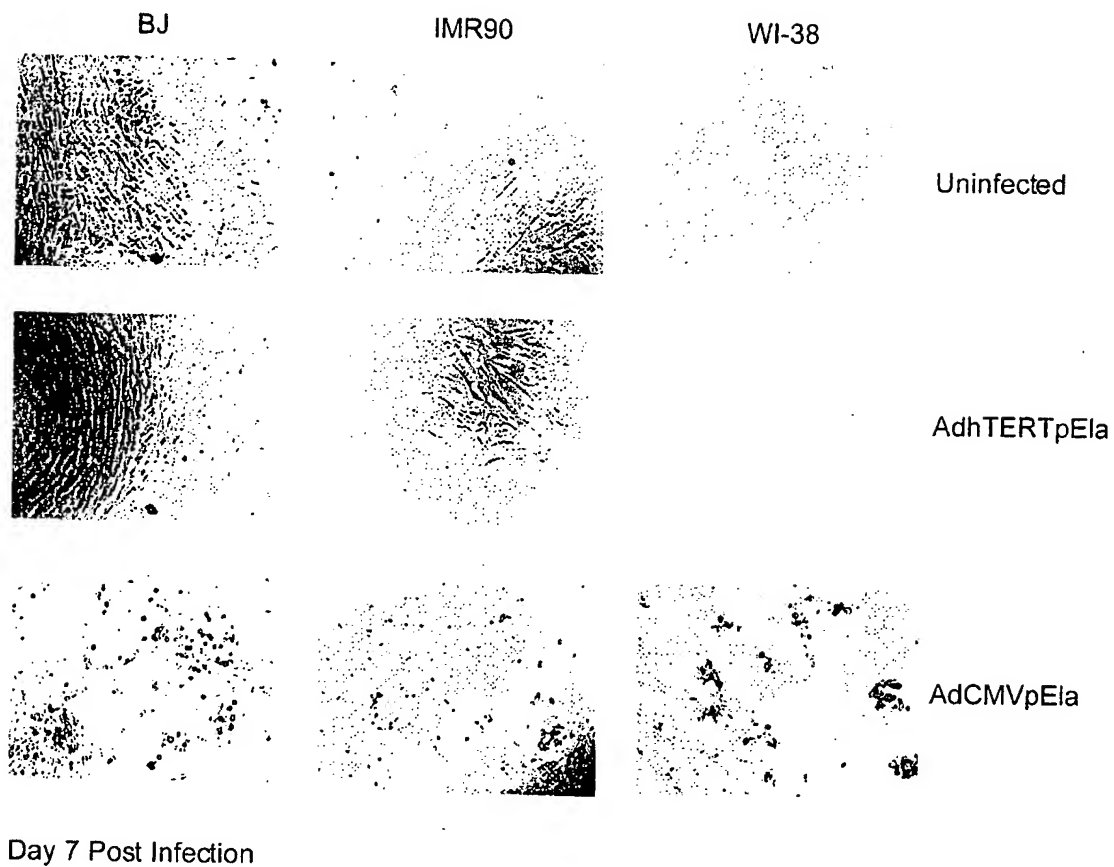 BJ
IMR90
WI-38
Uninfected
AdhTERTpEla
AdCMVpEla
Day 7 Post Infection